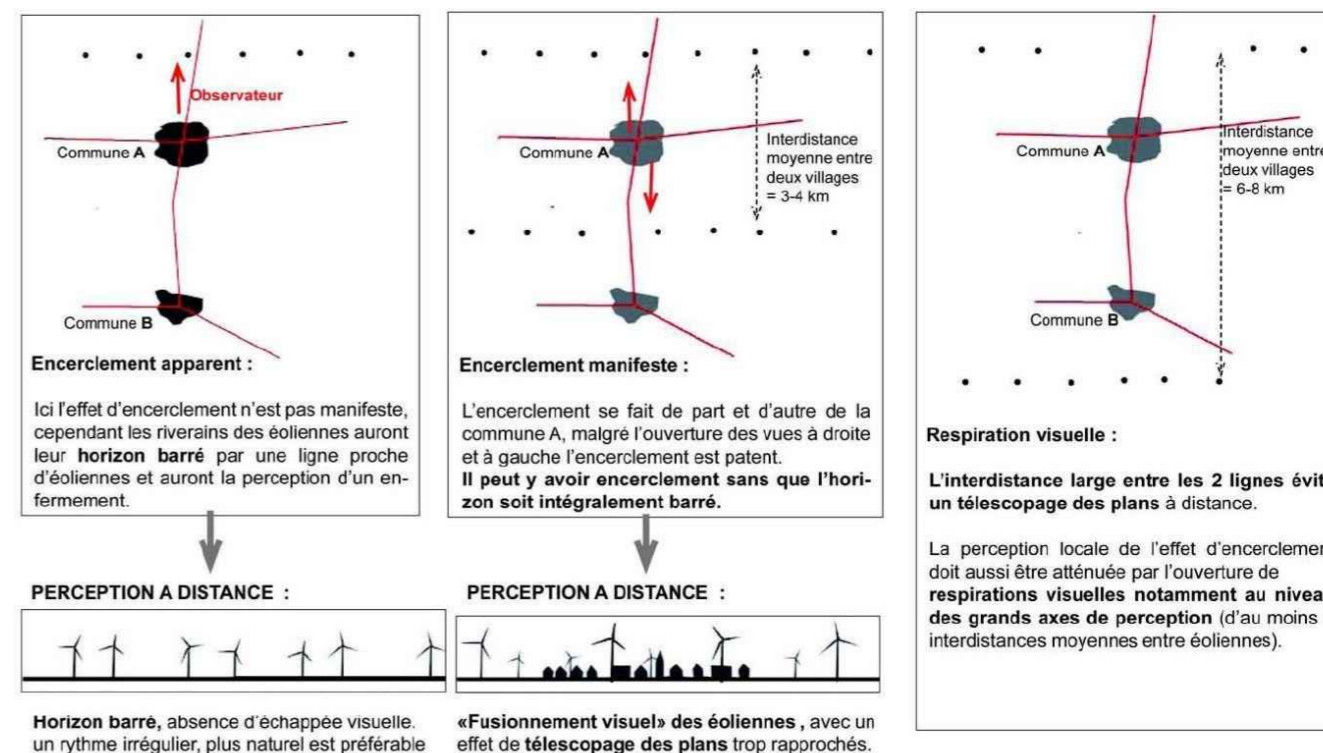 Observateur
Commune A
Commune B
Encerclement apparent :
Ici l'effet d'encerclement n'est pas manifeste,
cependant les riverains des éoliennes auront
leur horizon barré par une ligne proche
d'éoliennes et auront la perception d'un en-
fermement.
PERCEPTION A DISTANCE :
Horizon barré, absence d'échappée visuelle.
un rythme irrégulier, plus naturel est préférable
Commune A
Interdistance
moyenne entre
deux villages
= 3-4 km
Encerclement manifeste :
L'encerclement se fait de part et d'autre de la
commune A, malgré l'ouverture des vues à droite
et à gauche l'encerclement est patent.
Il peut y avoir encerclement sans que l'hori-
zon soit intégralement barré.
PERCEPTION A DISTANCE :
«Fusionnement visuel» des éoliennes , avec un
effet de télescopage des plans trop rapprochés.
Commune A
Interdistance
moyenne entre
deux villages
= 6-8 km
Commune B
Respiration visuelle :
L'interdistance large entre les 2 lignes évit
un télescopage des plans à distance.
La perception locale de l'effet d'encerclemen
doit aussi être atténuée par l'ouverture de
respirations visuelles notamment au nivea
des grands axes de perception (d'au moins
interdistances moyennes entre éoliennes).